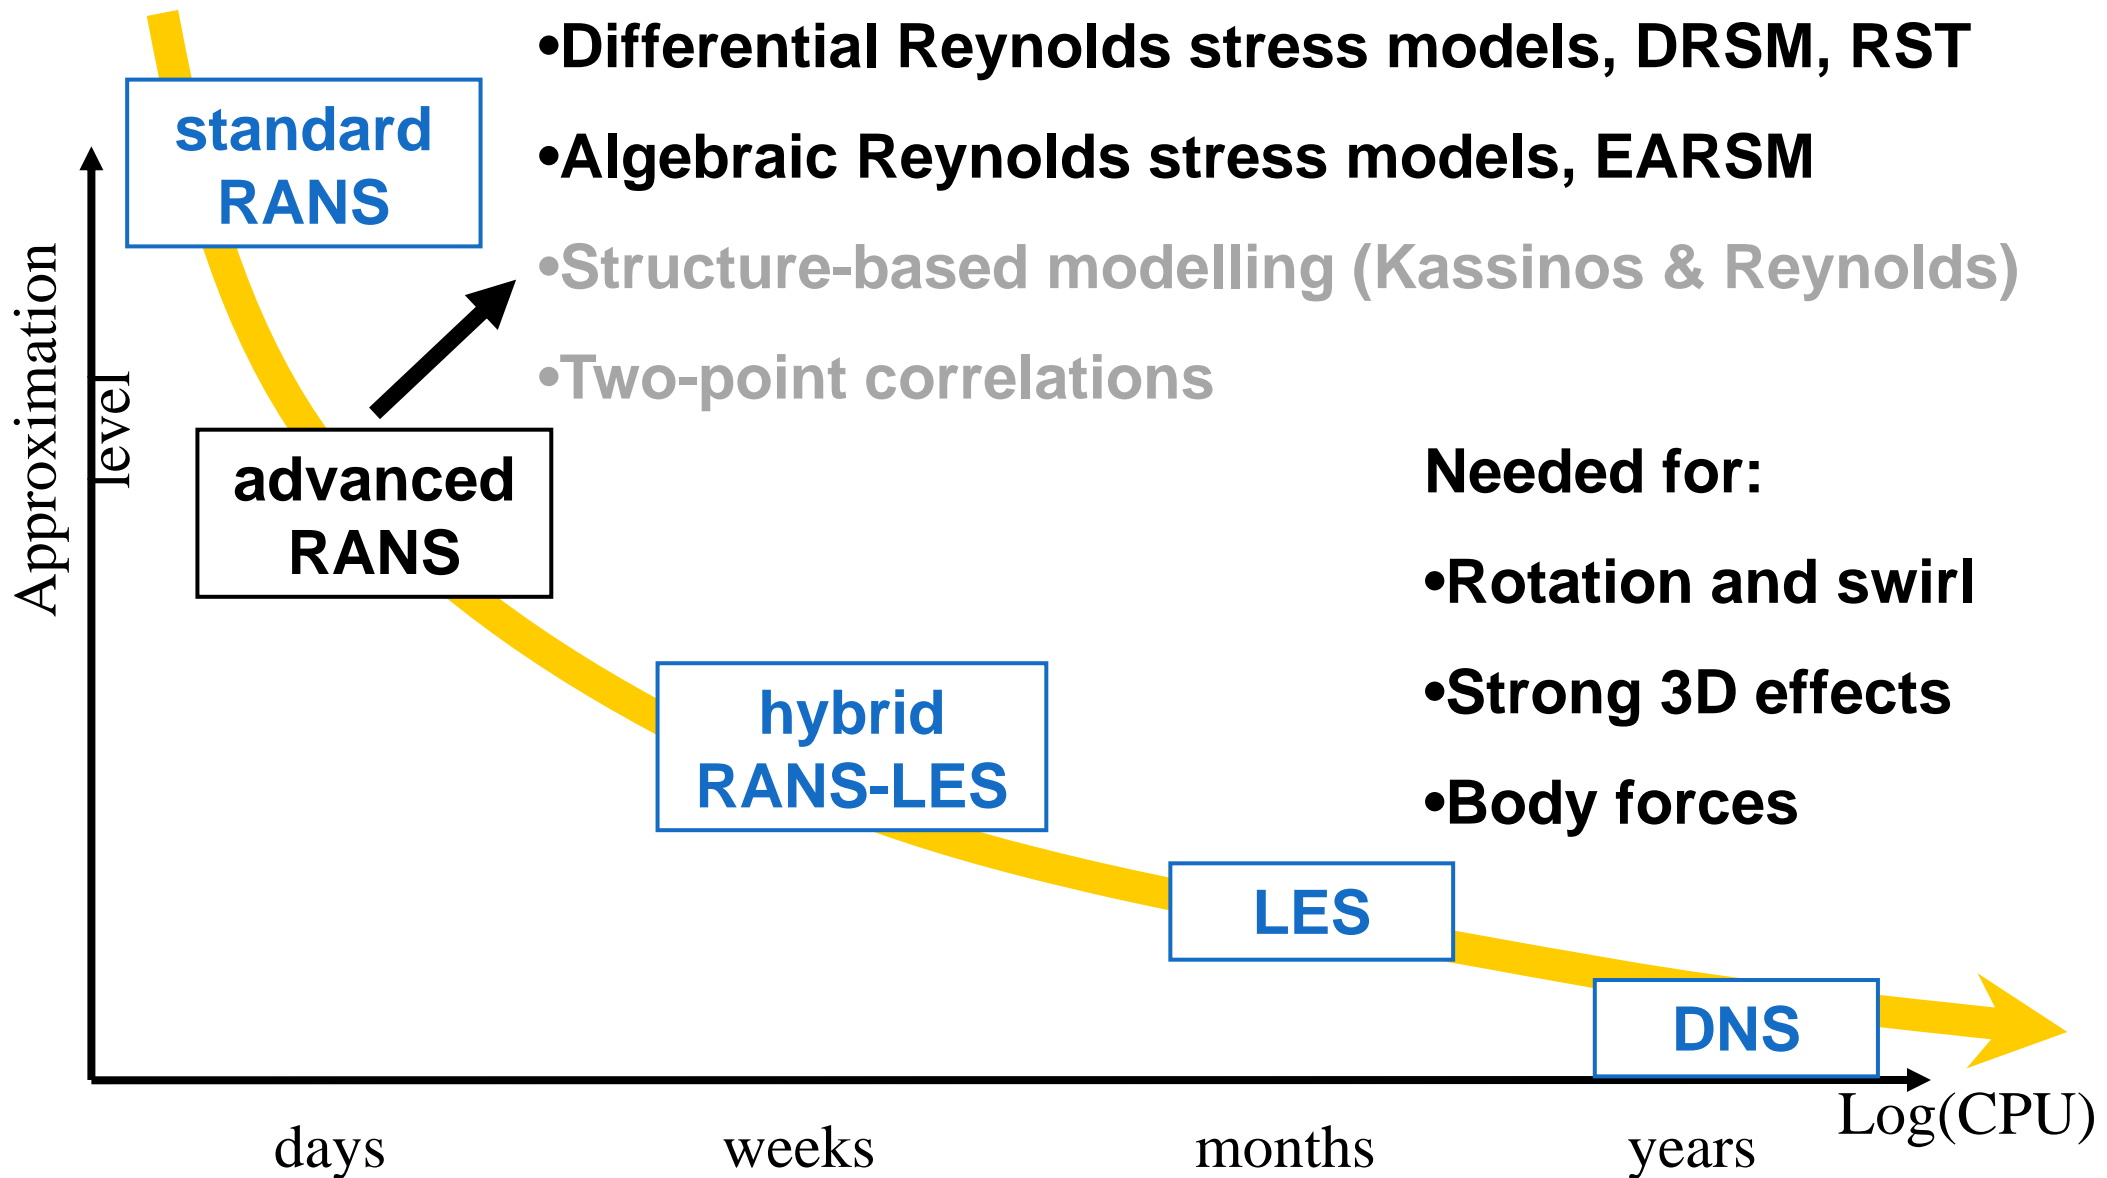 •Differential Reynolds stress models, DRSM, RST
standard
RANS
•Algebraic Reynolds stress models, EARSM
•Structure-based modelling (Kassinos & Reynolds)
•Two-point correlations
Approximation
level
advanced
RANS
Needed for:
•Rotation and swirl
•Strong 3D effects
•Body forces
hybrid
RANS-LES
LES
DNS
Log(CPU)
days
weeks
months
years